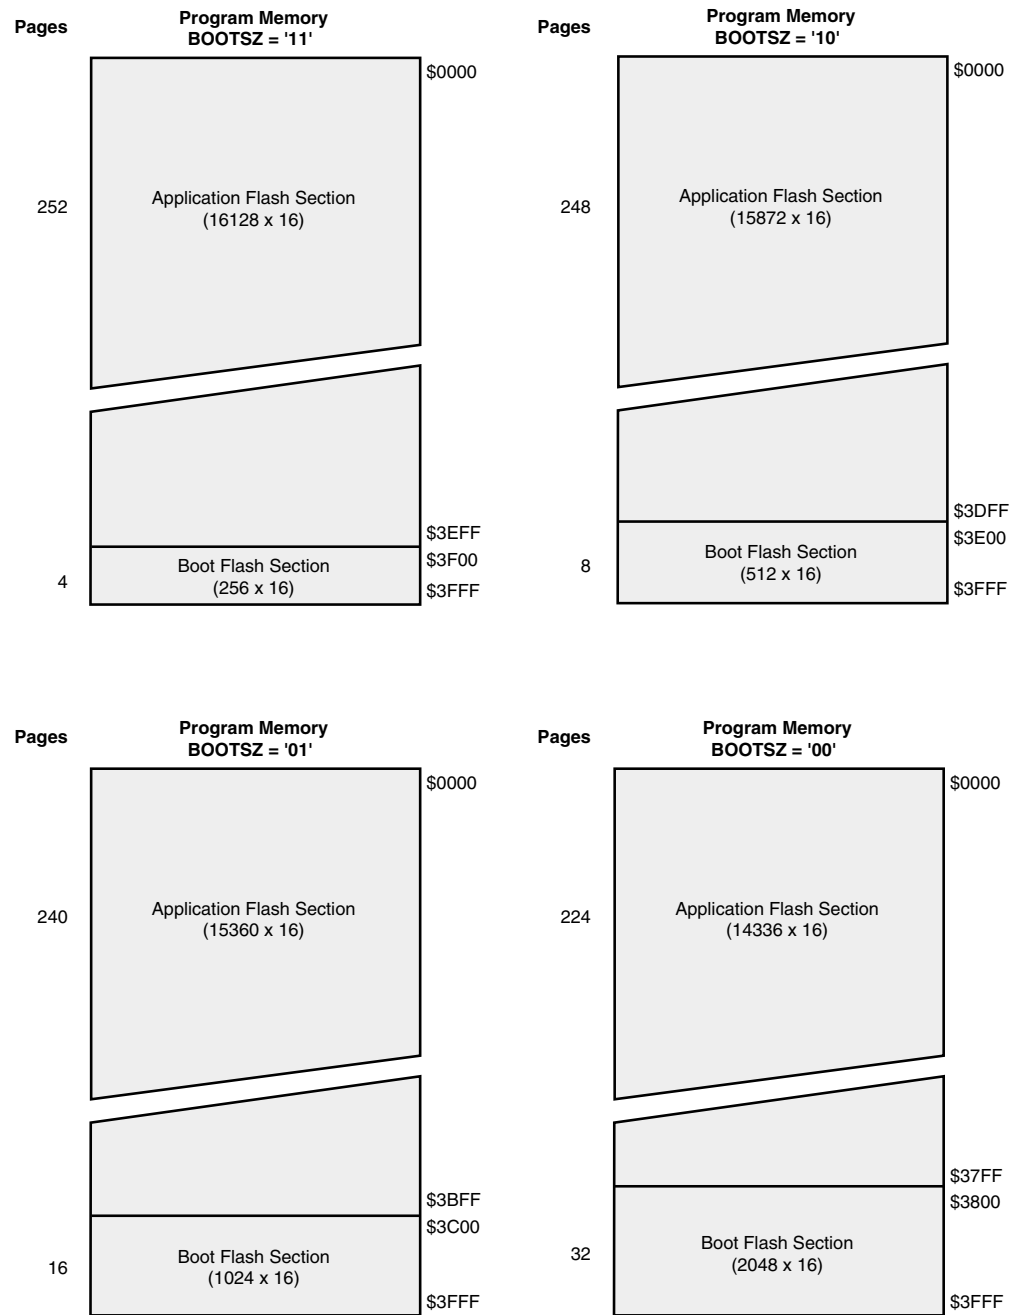 Pages
Program Memory
BOOTSZ = '11'
$0000
252
Application Flash Section
(16128 x 16)
$3EFF
$3F00
4
Boot Flash Section
(256 x 16)
$3FFF
Pages
Program Memory
BOOTSZ = '10'
$0000
248
Application Flash Section
(15872 x 16)
$3DFF
$3E00
8
Boot Flash Section
(512 x 16)
$3FFF
Pages
Program Memory
BOOTSZ = '01'
$0000
240
Application Flash Section
(15360 x 16)
$3BFF
$3C00
16
Boot Flash Section
(1024 x 16)
$3FFF
Pages
Program Memory
BOOTSZ = '00'
$0000
224
Application Flash Section
(14336 x 16)
$37FF
$3800
32
Boot Flash Section
(2048 x 16)
$3FFF